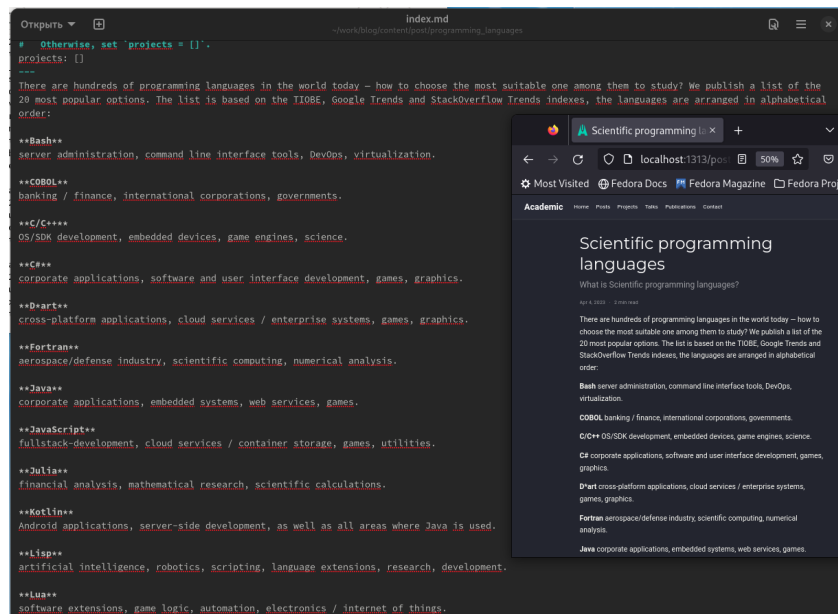 Открыть
index.md
~/work/blog/content/post/programming_languages
#   Otherwise, set `projects = []`.
projects: []
---
There are hundreds of programming languages in the world today — how to choose the most suitable one among them to study? We publish a list of the
20 most popular options. The list is based on the TIOBE, Google Trends and StackOverflow Trends indexes, the languages are arranged in alphabetical
order:
**Bash**
server administration, command line interface tools, DevOps, virtualization.
**COBOL**
banking / finance, international corporations, governments.
**C/C++**
OS/SDK development, embedded devices, game engines, science.
**C#**
corporate applications, software and user interface development, games, graphics.
**D*art**
cross-platform applications, cloud services / enterprise systems, games, graphics.
**Fortran**
aerospace/defense industry, scientific computing, numerical analysis.
**Java**
corporate applications, embedded systems, web services, games.
**JavaScript**
fullstack-development, cloud services / container storage, games, utilities.
**Julia**
financial analysis, mathematical research, scientific calculations.
**Kotlin**
Android applications, server-side development, as well as all areas where Java is used.
**Lisp**
artificial intelligence, robotics, scripting, language extensions, research, development.
**Lua**
software extensions, game logic, automation, electronics / internet of things.
Scientific programming la
localhost:1313/pos
50%
Most Visited Fedora Docs Fedora Magazine Fedora Proj
Academic Home Posts Projects Talks Publications Contact
Scientific programming
languages
What is Scientific programming languages?
Apr 4, 2023 · 2 min read
There are hundreds of programming languages in the world today — how to
choose the most suitable one among them to study? We publish a list of the
20 most popular options. The list is based on the TIOBE, Google Trends and
StackOverflow Trends indexes, the languages are arranged in alphabetical
order:
Bash server administration, command line interface tools, DevOps,
virtualization.
COBOL banking / finance, international corporations, governments.
C/C++ OS/SDK development, embedded devices, game engines, science.
C# corporate applications, software and user interface development, games,
graphics.
D*art cross-platform applications, cloud services / enterprise systems,
games, graphics.
Fortran aerospace/defense industry, scientific computing, numerical
analysis.
Java corporate applications, embedded systems, web services, games.